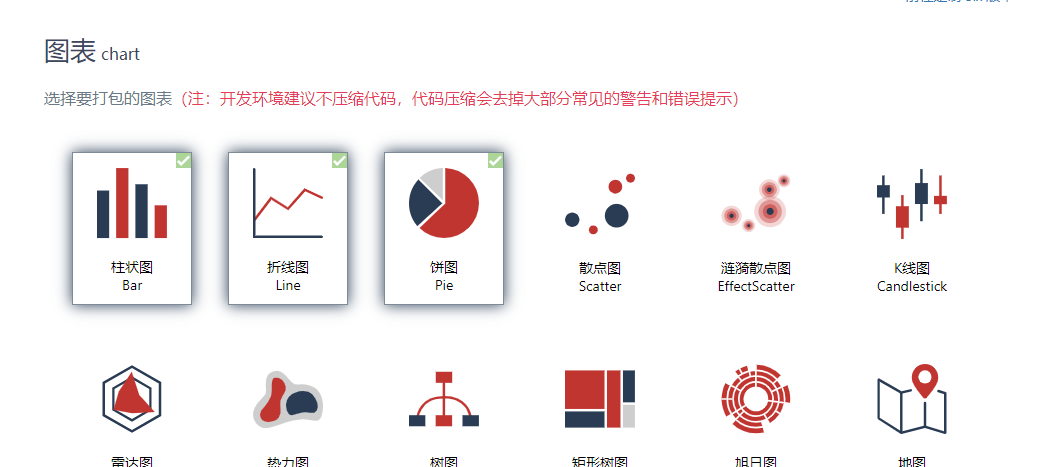 图表 chart
选择要打包的图表（注：开发环境建议不压缩代码，代码压缩会去掉大部分常见的警告和错误提示）
柱状图
Bar
折线图
Line
饼图
Pie
散点图
Scatter
涟漪散点图
EffectScatter
K线图
Candlestick
雷达图
热力图
树图
矩形树图
旭日图
地图